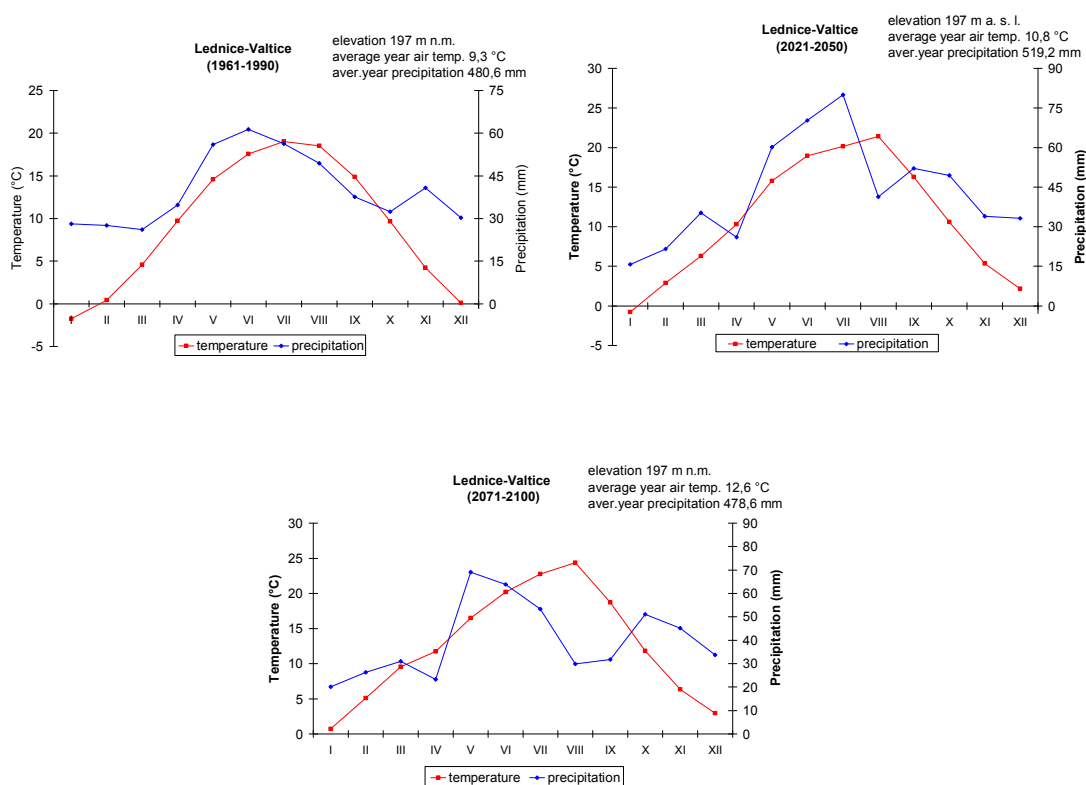 Lednice-Valtice
(1961-1990)
elevation 197 m n.m.
average year air temp. 9,3 °C
aver.year precipitation 480,6 mm
25
20
15
10
5
0
-5
Temperature (°C)
75
60
45
30
15
0
Precipitation (mm)
I II III IV V VI VII VIII IX X XI XII
temperature precipitation
Lednice-Valtice
(2021-2050)
elevation 197 m a. s. l.
average year air temp. 10,8 °C
aver.year precipitation 519,2 mm
30
25
20
15
10
5
0
-5
Temperature (°C)
90
75
60
45
30
15
0
Precipitation (mm)
I II III IV V VI VII VIII IX X XI XII
temperature precipitation
Lednice-Valtice
(2071-2100)
elevation 197 m n.m.
average year air temp. 12,6 °C
aver.year precipitation 478,6 mm
30
25
20
15
10
5
0
Temperature (°C)
90
80
70
60
50
40
30
20
10
0
Precipitation (mm)
I II III IV V VI VII VIII IX X XI XII
temperature precipitation